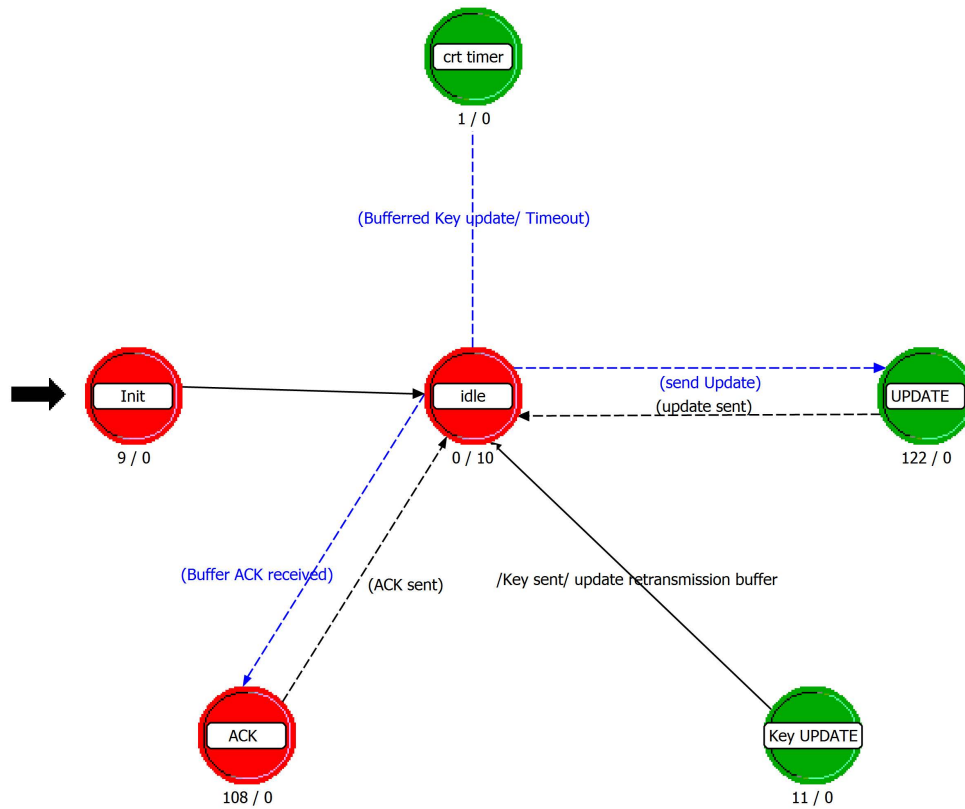 crt timer
1 / 0
(Bufferred Key update/ Timeout)
Init
9 / 0
idle
0 / 10
(send Update)
(update sent)
UPDATE
122 / 0
(Buffer ACK received)
(ACK sent)
/Key sent/ update retransmission buffer
ACK
108 / 0
Key UPDATE
11 / 0